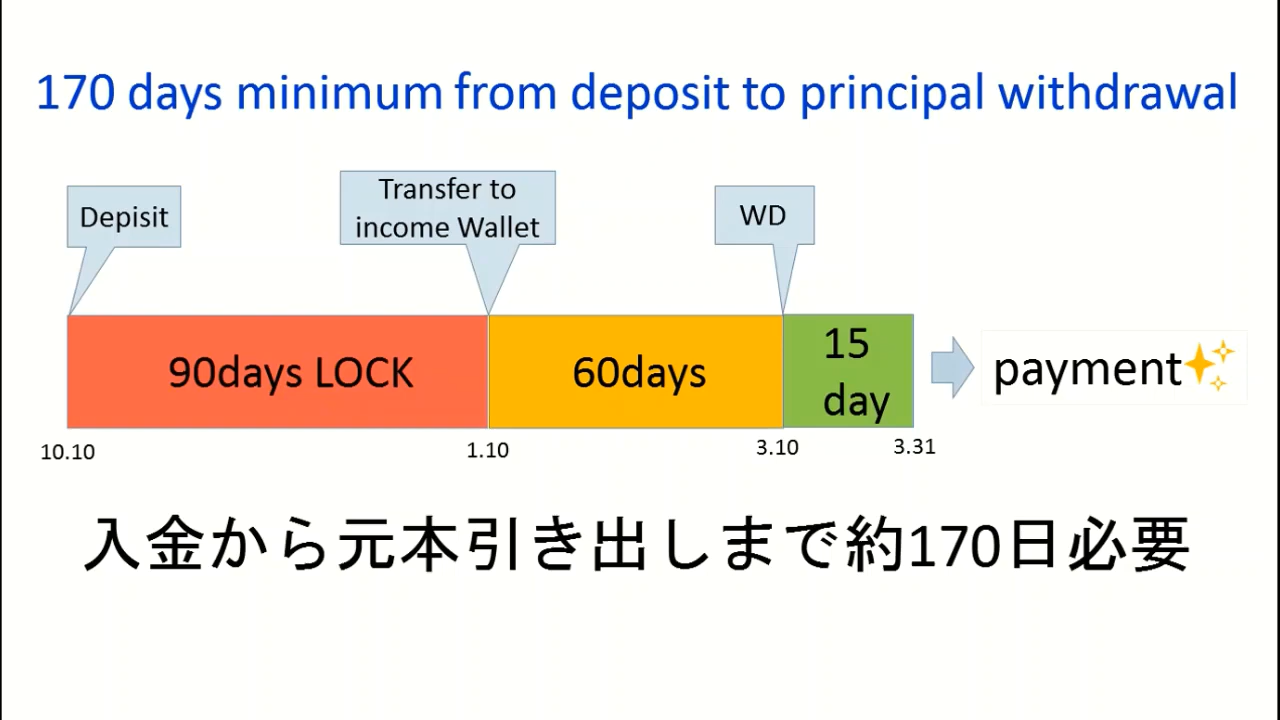 170 days minimum from deposit to principal withdrawal
Depisit
Transfer to
income Wallet
WD
90days LOCK
60days
15
day
payment✨
10.10
1.10
3.10
3.31
入金から元本引き出しまで約170日必要